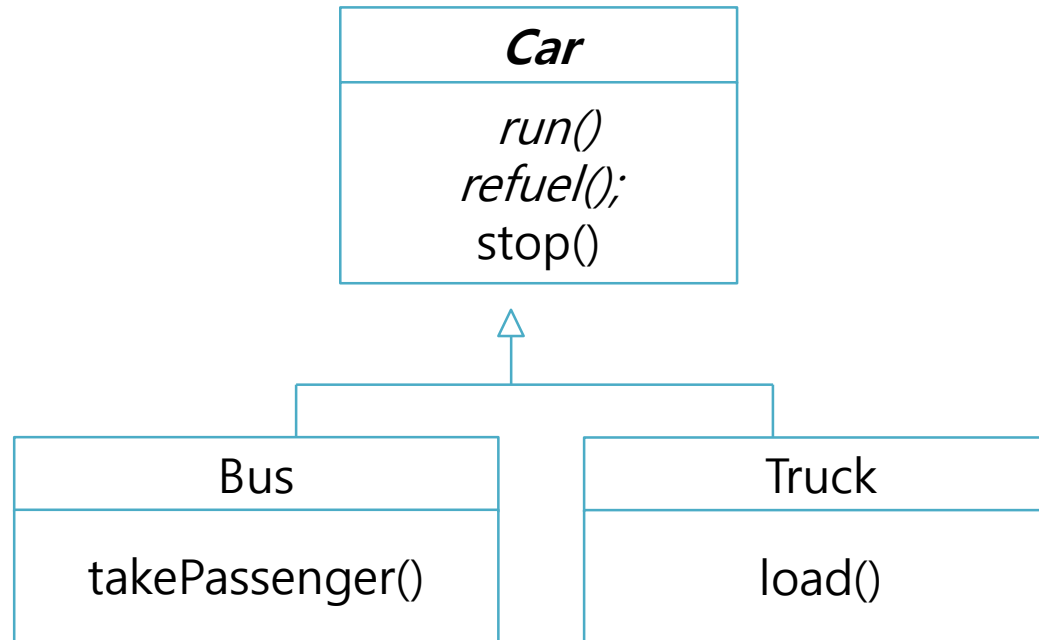 Car
run()
refuel();
stop()
Bus
takePassenger()
Truck
load()